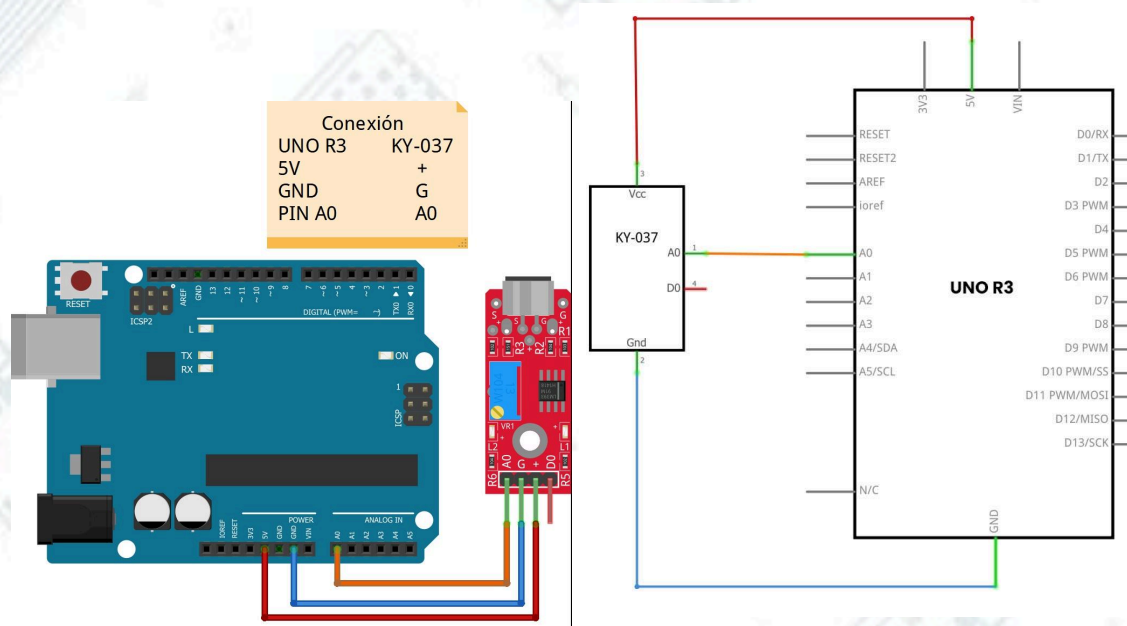 Conexión
UNO R3 KY-037
5V +
GND G
PIN A0 A0
RESET
ICSP2
AREF
GND
13
12
~11
~10
~9
8
7
~6
~5
4
~3
2
TX0 ▶ 1
RX0 ◀ 0
DIGITAL (PWM= ~)
L
TX
RX
ON
1
ICSP
POWER
ANALOG IN
IOREF
RESET
3V3
5V
GND
GND
VIN
A0
A1
A2
A3
A4
A5
S
G
S
G
+
R1
R3
R2
W104
VR1
+
+
L2
L1
R6
A0
G
+
D0
R5
3V3
5V
VIN
RESET
RESET2
AREF
ioref
A0
A1
A2
A3
A4/SDA
A5/SCL
N/C
UNO R3
D0/RX
D1/TX
D2
D3 PWM
D4
D5 PWM
D6 PWM
D7
D8
D9 PWM
D10 PWM/SS
D11 PWM/MOSI
D12/MISO
D13/SCK
GND
3
Vcc
KY-037
A0 1
D0 4
Gnd
2